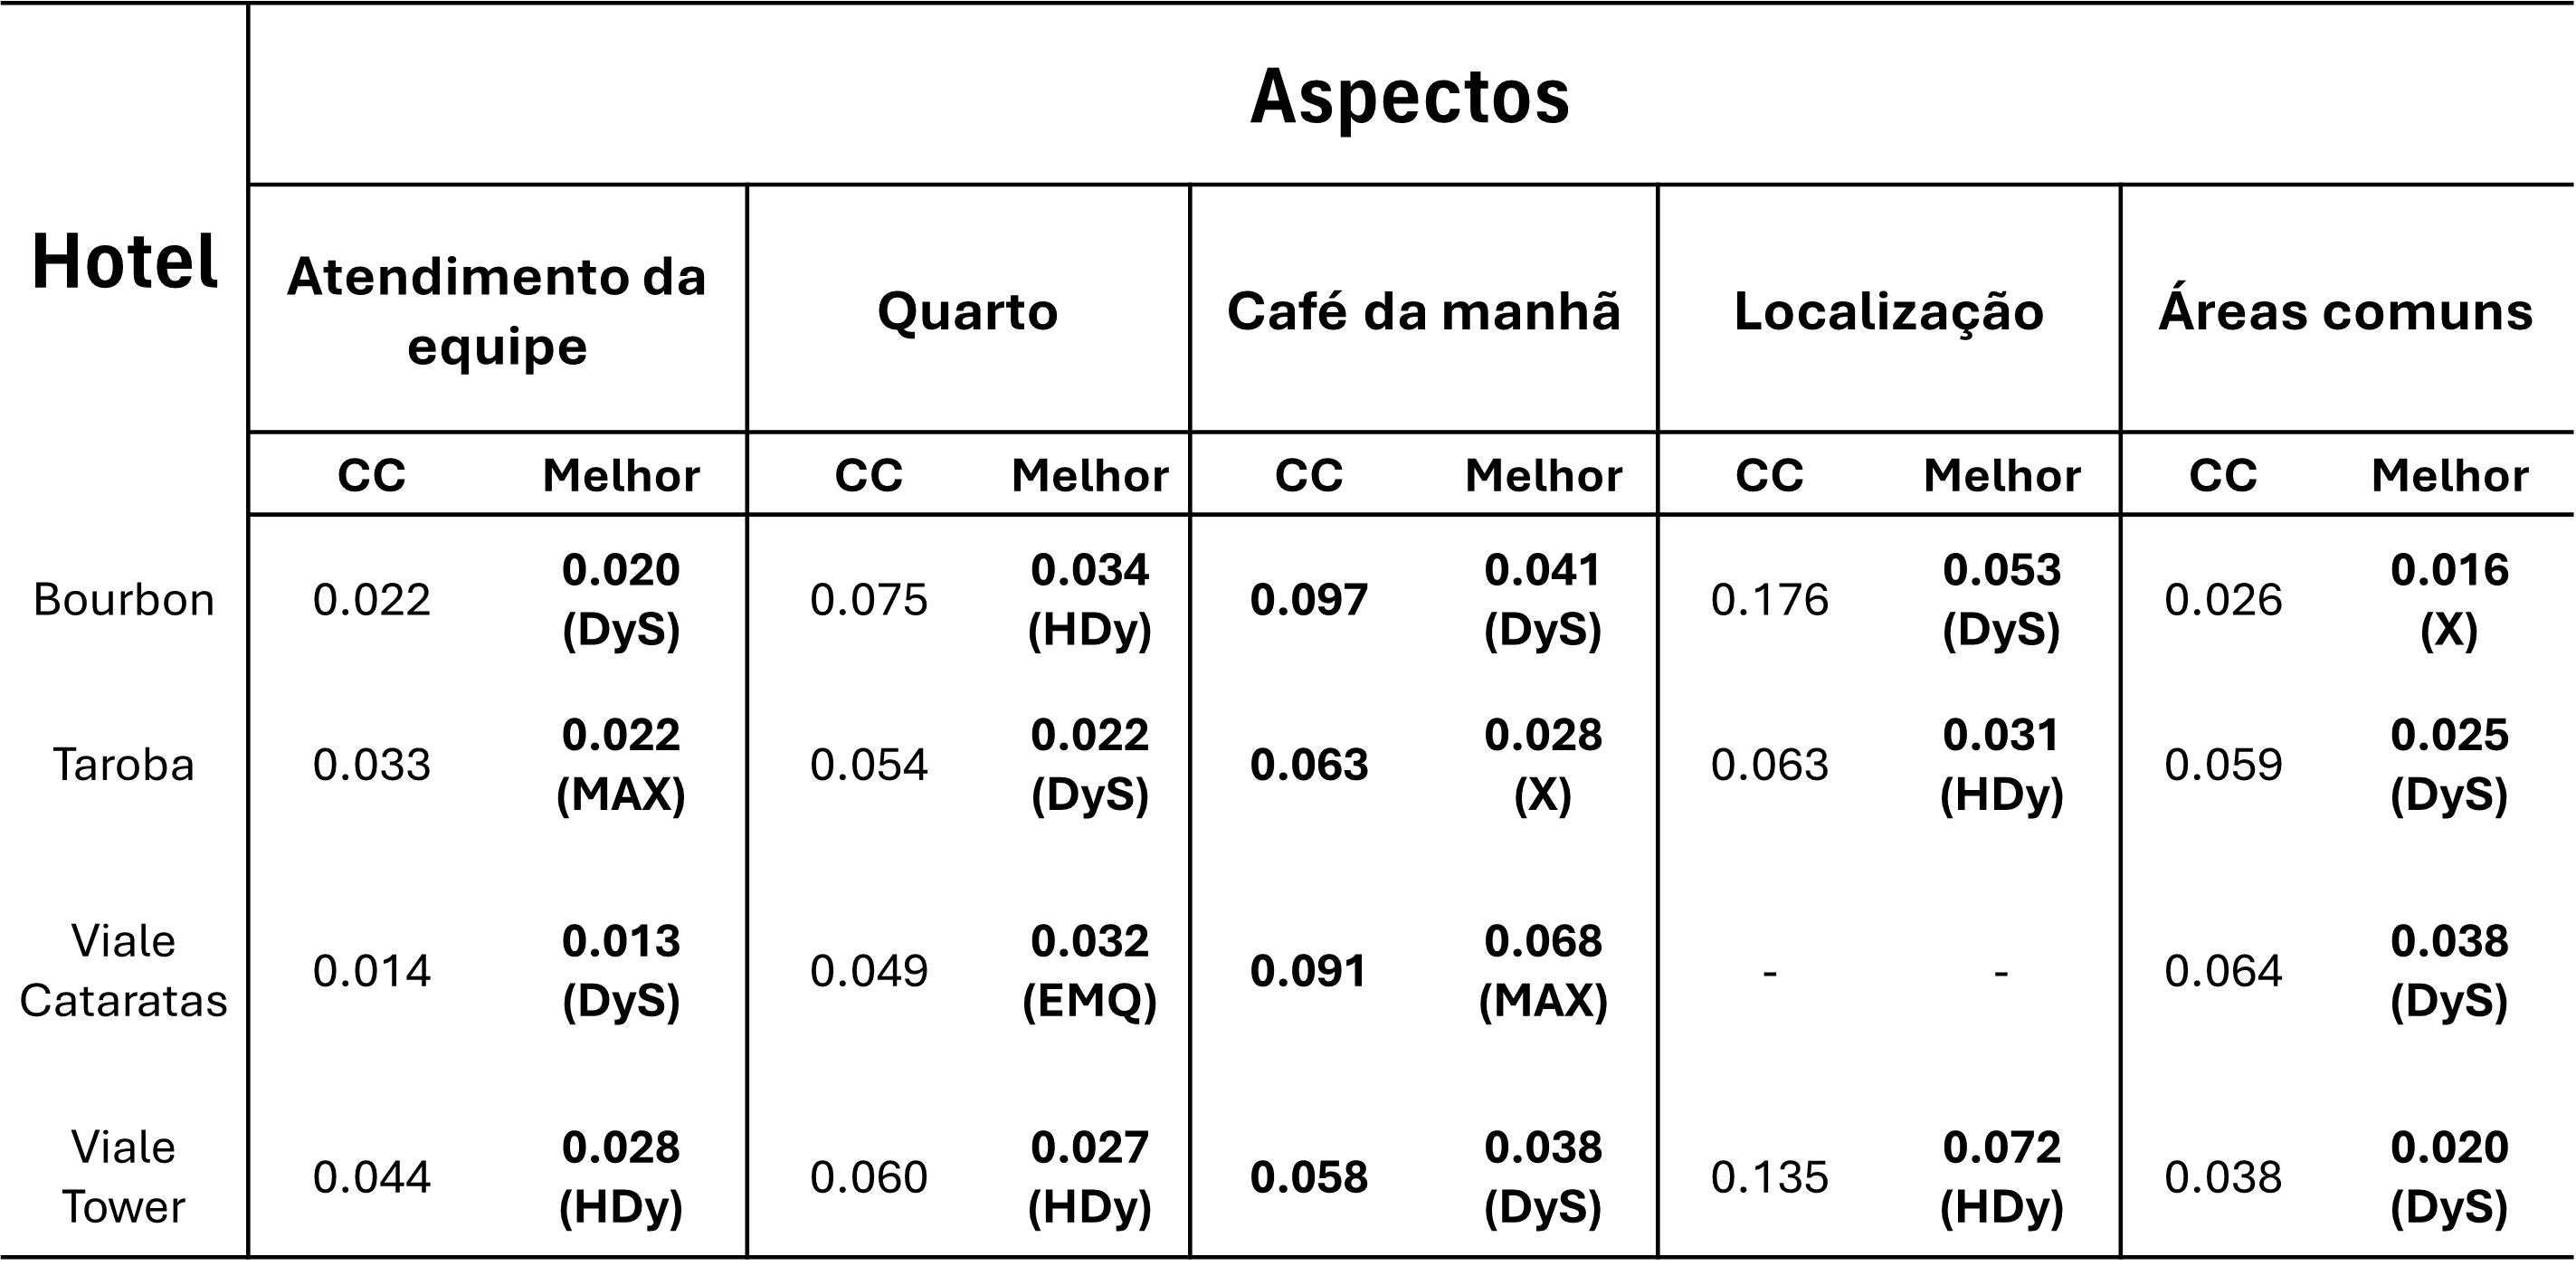 Aspectos
Hotel
Atendimento da
equipe
Quarto
Café da manhã
Localização
Áreas comuns
CC Melhor CC Melhor CC Melhor CC Melhor CC Melhor
Bourbon 0.022 0.020 (DyS) 0.075 0.034 (HDy) 0.097 0.041 (DyS) 0.176 0.053 (DyS) 0.026 0.016 (X)
Taroba 0.033 0.022 (MAX) 0.054 0.022 (DyS) 0.063 0.028 (X) 0.063 0.031 (HDy) 0.059 0.025 (DyS)
Viale Cataratas 0.014 0.013 (DyS) 0.049 0.032 (EMQ) 0.091 0.068 (MAX) - - 0.064 0.038 (DyS)
Viale Tower 0.044 0.028 (HDy) 0.060 0.027 (HDy) 0.058 0.038 (DyS) 0.135 0.072 (HDy) 0.038 0.020 (DyS)